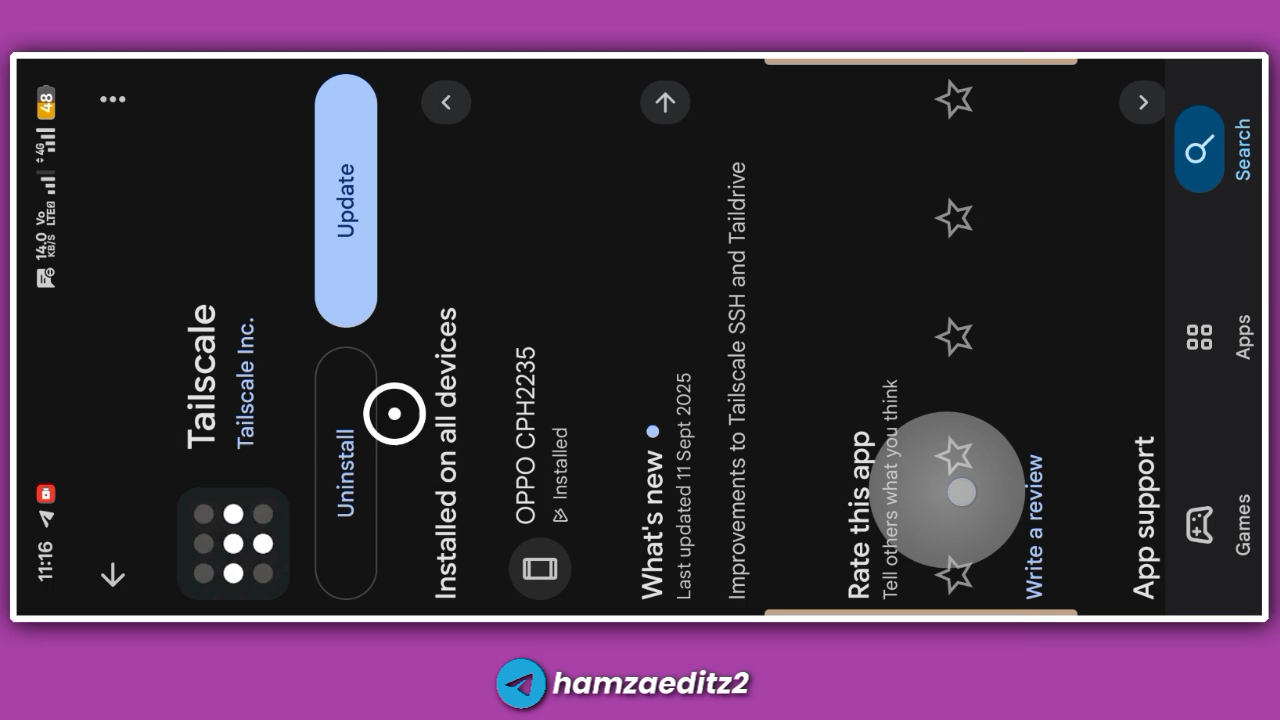 11:16
14.0 KB/S
Vo LTE2
4G
48
Tailscale
Tailscale Inc.
Uninstall
Update
Installed on all devices
OPPO CPH2235
Installed
What's new
Last updated 11 Sept 2025
Improvements to Tailscale SSH and Taildrive
Rate this app
Tell others what you think
Write a review
App support
Games
Apps
Search
hamzaeditz2